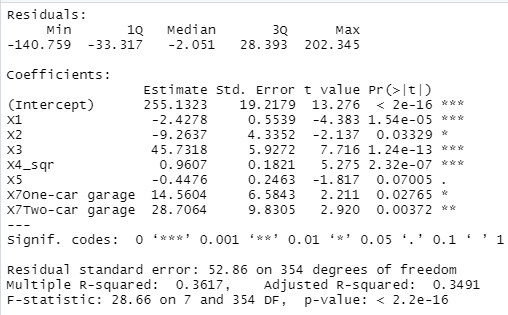 Residuals:
     Min       1Q   Median       3Q      Max
-140.759  -33.317   -2.051   28.393  202.345
Coefficients:
                  Estimate Std. Error t value Pr(>|t|)
(Intercept)       255.1323    19.2179  13.276  < 2e-16 ***
X1                 -2.4278     0.5539  -4.383 1.54e-05 ***
X2                 -9.2637     4.3352  -2.137  0.03329 *
X3                 45.7318     5.9272   7.716 1.24e-13 ***
X4_sqr              0.9607     0.1821   5.275 2.32e-07 ***
X5                 -0.4476     0.2463  -1.817  0.07005 .
X7One-car garage   14.5604     6.5843   2.211  0.02765 *
X7Two-car garage   28.7064     9.8305   2.920  0.00372 **
---
Signif. codes:  0 ‘***’ 0.001 ‘**’ 0.01 ‘*’ 0.05 ‘.’ 0.1 ‘ ’ 1
Residual standard error: 52.86 on 354 degrees of freedom
Multiple R-squared:  0.3617,    Adjusted R-squared:  0.3491
F-statistic: 28.66 on 7 and 354 DF,  p-value: < 2.2e-16